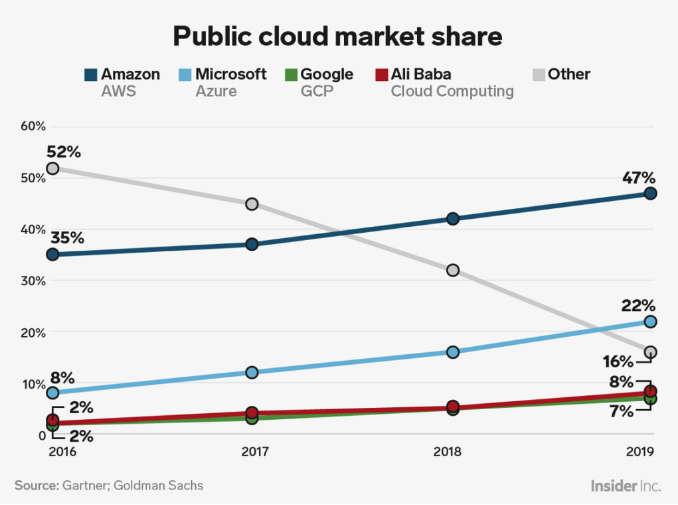 Public cloud market share
Amazon Microsoft Google Ali Baba Other
AWS Azure GCP Cloud Computing
60%
52%
50%
47%
40%
35%
30%
22%
20%
16%
10%
8%
8%
2%
7%
0
2%
2016 2017 2018 2019
Source: Gartner; Goldman Sachs
Insider Inc.